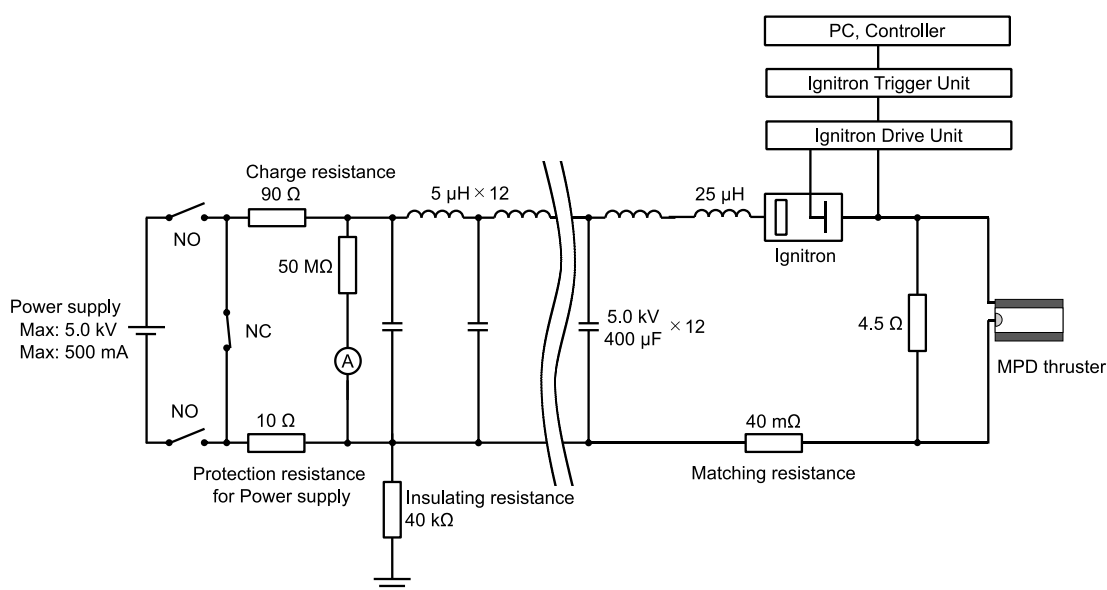 PC, Controller
Ignitron Trigger Unit
Ignitron Drive Unit
Charge resistance
90 Ω
5 μH × 12
25 μH
NO
50 MΩ
Ignitron
Power supply
Max: 5.0 kV
Max: 500 mA
NC
A
5.0 kV
400 μF
× 12
4.5 Ω
MPD thruster
NO
10 Ω
40 mΩ
Protection resistance
for Power supply
Matching resistance
Insulating resistance
40 kΩ